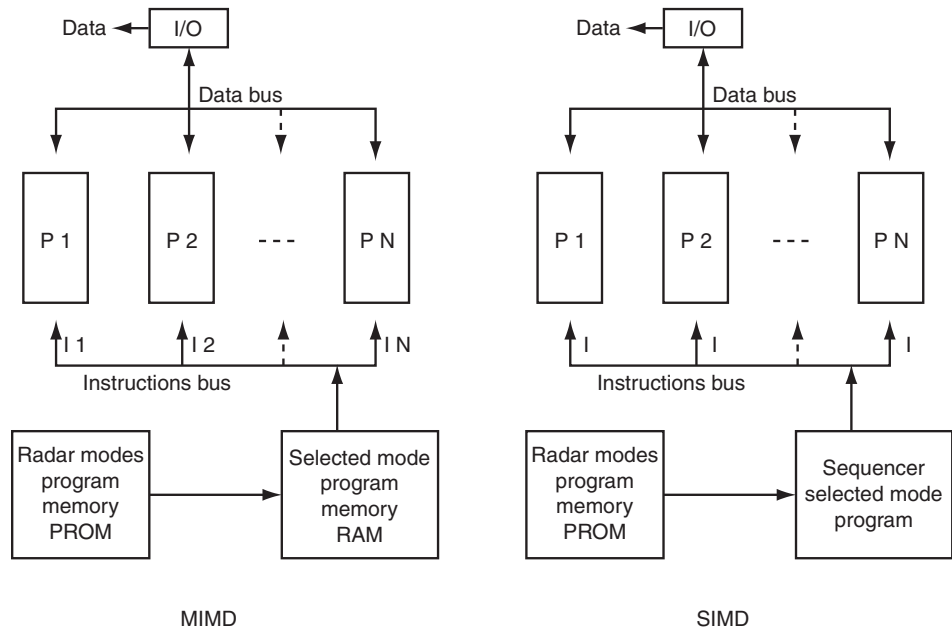 Data
I/O
Data bus
P 1
P 2
---
P N
I 1
I 2
I N
Instructions bus
Radar modes
program
memory
PROM
Selected mode
program
memory
RAM
MIMD
Data
I/O
Data bus
P 1
P 2
---
P N
I
I
I
Instructions bus
Radar modes
program
memory
PROM
Sequencer
selected mode
program
SIMD